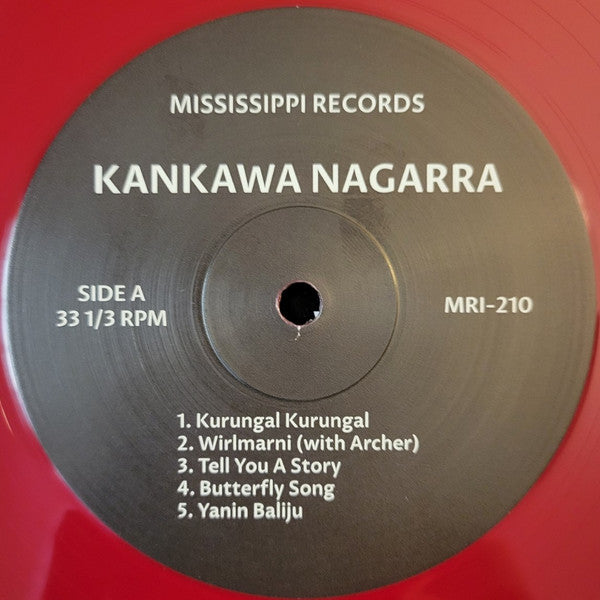 MISSISSIPPI RECORDS
KANKAWA NAGARRA
SIDE A
33 1/3 RPM
MRI-210
1. Kurungal Kurungal
2. Wirlmarni (with Archer)
3. Tell You A Story
4. Butterfly Song
5. Yanin Baliju